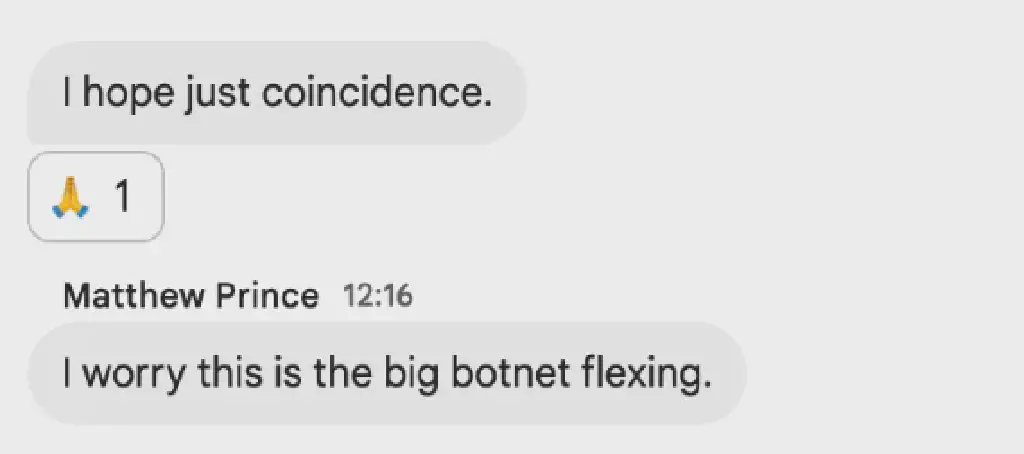 I hope just coincidence.
🙏 1
Matthew Prince 12:16
I worry this is the big botnet flexing.